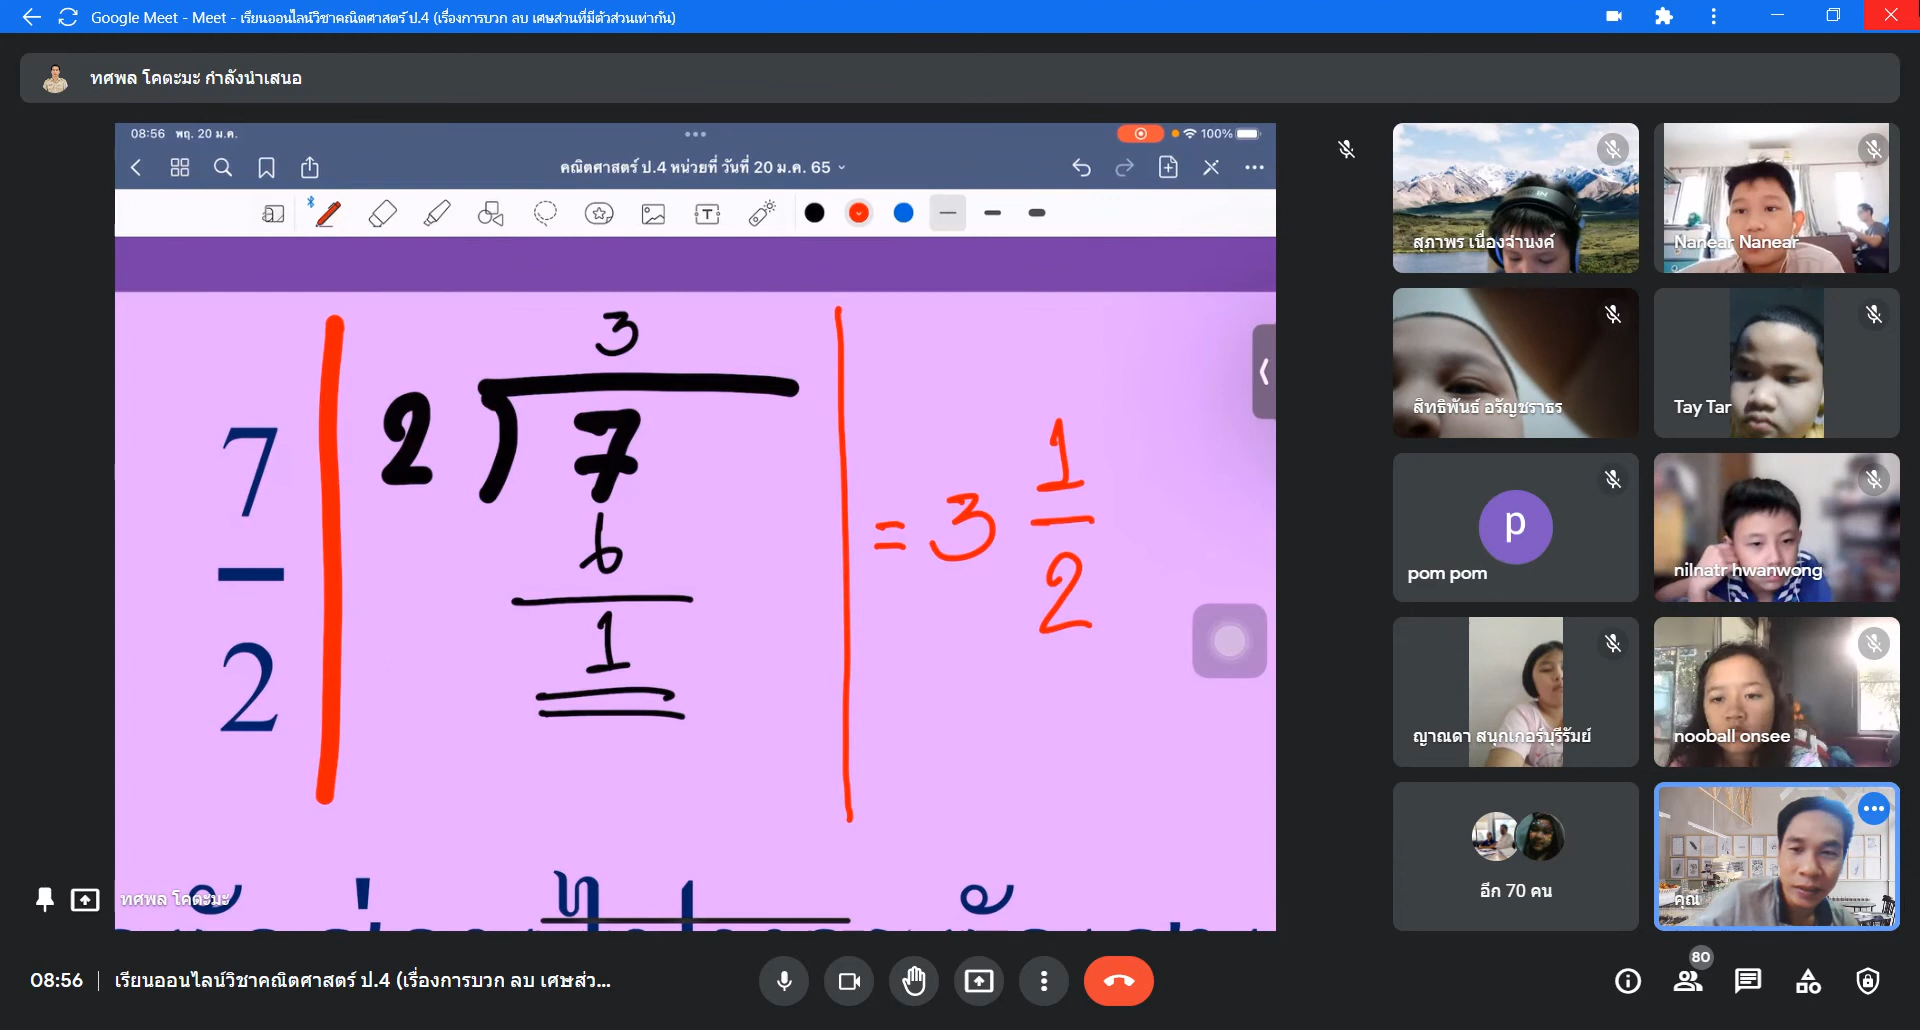 Google Meet - Meet - เรียนออนไลน์วิชาคณิตศาสตร์ ป.4 (เรื่องการบวก ลบ เศษส่วนที่มีตัวส่วนเท่ากัน)
ทศพล โคตะมะ กำลังนำเสนอ
08:56 พฤ. 20 ม.ค.
100%
คณิตศาสตร์ ป.4 หน่วยที่ วันที่ 20 ม.ค. 65
7
2
3
2
7
6
1
= 3 1
2
ทศพล โคตะมะ
สุภาพร เนื่องจำนงค์
Nanear Nanear
สิทธิพันธ์ อรัญชราธร
Tay Tar
p
pom pom
nilnatr hwanwong
ญาณดา สนุกเกอร์บุรีรัมย์
nooball onsee
อีก 70 คน
คุณ
08:56 | เรียนออนไลน์วิชาคณิตศาสตร์ ป.4 (เรื่องการบวก ลบ เศษส่ว...
80